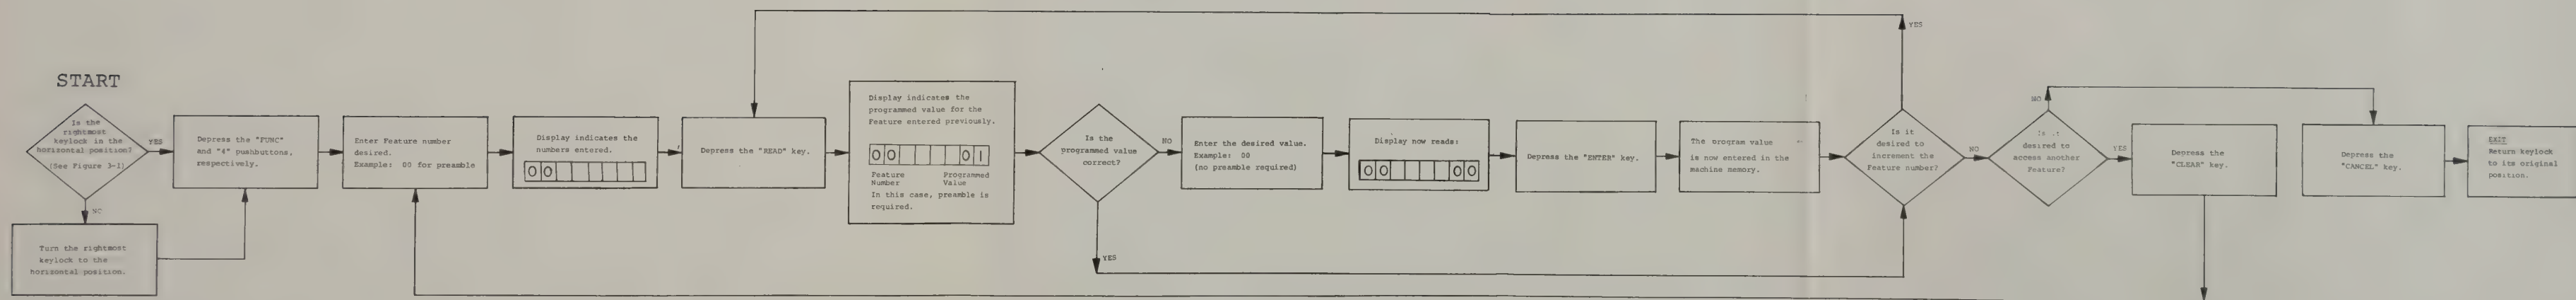 START
Is the
rightmost
keylock in the
horizontal position?
(See Figure 3-1)
YES
NO
Turn the rightmost
keylock to the
horizontal position.
Depress the "FUNC"
and "4" pushbuttons,
respectively.
Enter Feature number
desired.
Example: 00 for preamble
Display indicates the
numbers entered.
0 0
Depress the "READ" key.
Display indicates the
programmed value for the
Feature entered previously.
0 0 0 1
Feature Programmed
Number Value
In this case, preamble is
required.
Is the
programmed value
correct?
NO
YES
Enter the desired value.
Example: 00
(no preamble required)
Display now reads:
0 0 0 0
Depress the "ENTER" key.
The program value
is now entered in the
machine memory.
Is it
desired to
increment the
Feature number?
YES
NO
Is it
desired to
access another
Feature?
NO
YES
Depress the
"CLEAR" key.
Depress the
"CANCEL" key.
EXIT
Return keylock
to its original
position.